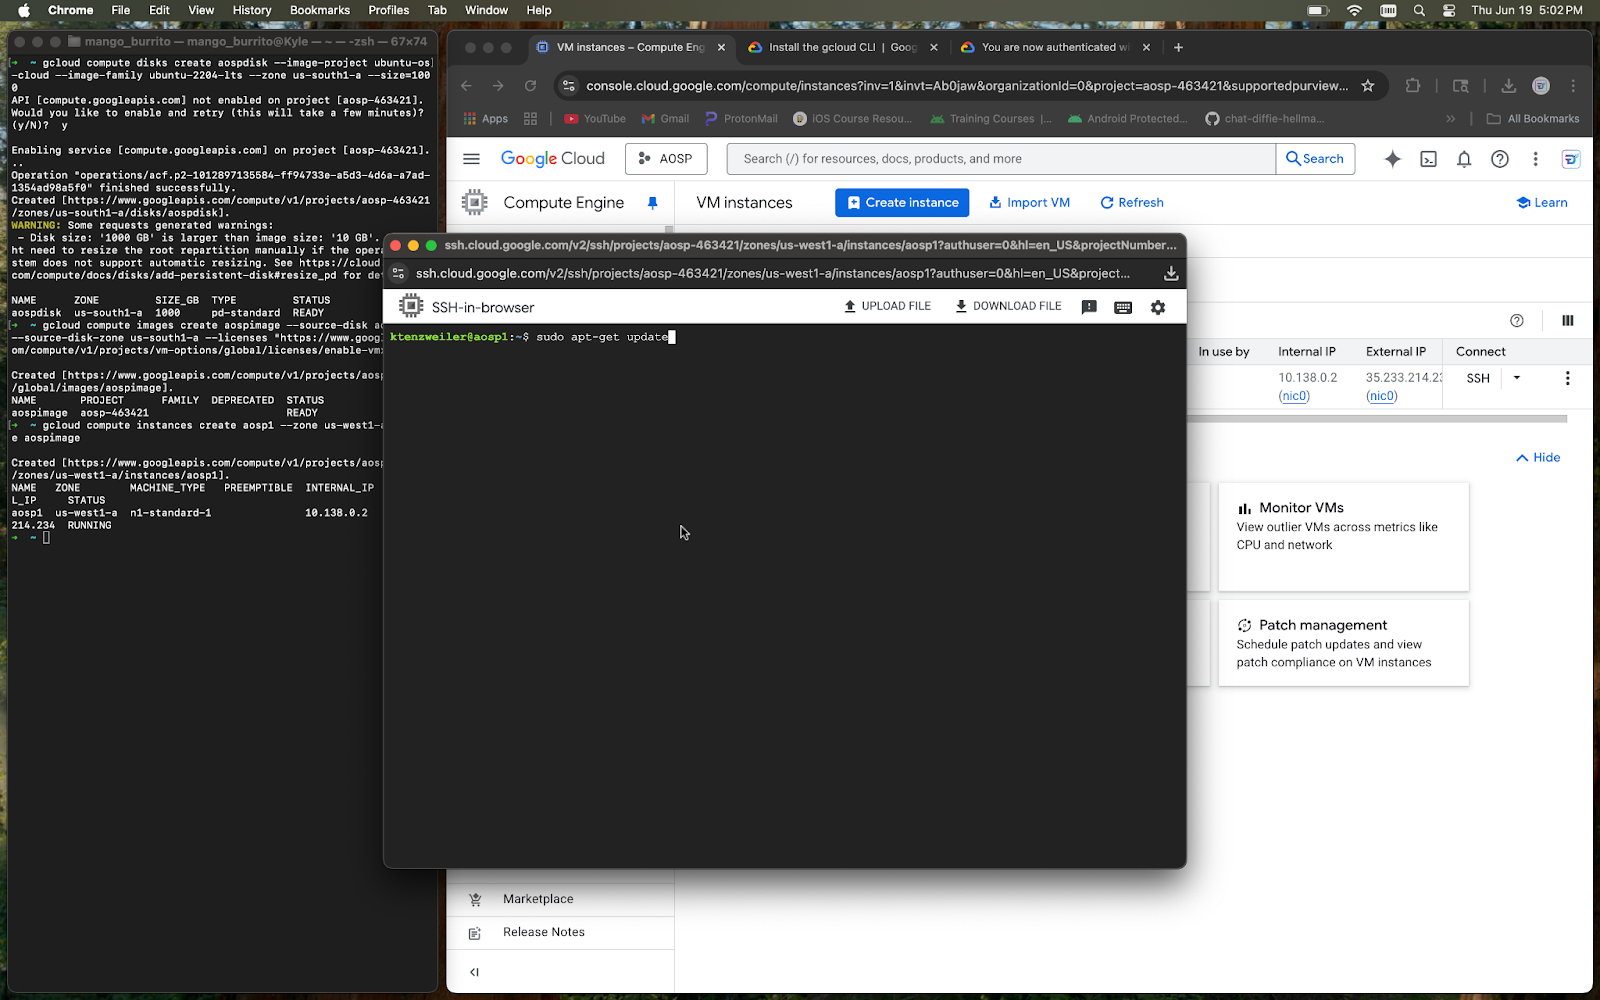 Chrome File Edit View History Bookmarks Profiles Tab Window Help Thu Jun 19 5:02 PM
mango_burrito — mango_burrito@Kyle — ~ — -zsh — 67×74
~ gcloud compute disks create aospdisk --image-project ubuntu-os
-cloud --image-family ubuntu-2204-lts --zone us-south1-a --size=100
0
API [compute.googleapis.com] not enabled on project [aosp-463421].
Would you like to enable and retry (this will take a few minutes)?
(y/N)? y
Enabling service [compute.googleapis.com] on project [aosp-463421].
..
Operation "operations/acf.p2-1012897135584-ff94733e-a5d3-4d6a-a7ad-
1354ad98a5f0" finished successfully.
Created [https://www.googleapis.com/compute/v1/projects/aosp-463421
/zones/us-south1-a/disks/aospdisk].
WARNING: Some requests generated warnings:
- Disk size: '1000 GB' is larger than image size: '10 GB'.
ht need to resize the root repartition manually if the opera
stem does not support automatic resizing. See https://cloud
com/compute/docs/disks/add-persistent-disk#resize_pd for det
NAME ZONE SIZE_GB TYPE STATUS
aospdisk us-south1-a 1000 pd-standard READY
~ gcloud compute images create aospimage --source-disk ao
--source-disk-zone us-south1-a --licenses "https://www.googl
om/compute/v1/projects/vm-options/global/licenses/enable-vmx
Created [https://www.googleapis.com/compute/v1/projects/aosp
/global/images/aospimage].
NAME PROJECT FAMILY DEPRECATED STATUS
aospimage aosp-463421 READY
~ gcloud compute instances create aosp1 --zone us-west1-a
e aospimage
Created [https://www.googleapis.com/compute/v1/projects/aosp
/zones/us-west1-a/instances/aosp1].
NAME ZONE MACHINE_TYPE PREEMPTIBLE INTERNAL_IP
L_IP STATUS
aosp1 us-west1-a n1-standard-1 10.138.0.2
214.234 RUNNING
~
VM instances – Compute Eng
Install the gcloud CLI | Goog
You are now authenticated wi
console.cloud.google.com/compute/instances?inv=1&invt=Ab0jaw&organizationId=0&project=aosp-463421&supportedpurview...
Apps YouTube Gmail ProtonMail iOS Course Resou... Training Courses |... Android Protected... chat-diffie-hellma... » All Bookmarks
Google Cloud AOSP Search (/) for resources, docs, products, and more Search
Compute Engine VM instances Create instance Import VM Refresh Learn
ssh.cloud.google.com/v2/ssh/projects/aosp-463421/zones/us-west1-a/instances/aosp1?authuser=0&hl=en_US&projectNumber...
ssh.cloud.google.com/v2/ssh/projects/aosp-463421/zones/us-west1-a/instances/aosp1?authuser=0&hl=en_US&project...
SSH-in-browser UPLOAD FILE DOWNLOAD FILE
ktenzweiler@aosp1:~$ sudo apt-get update
In use by Internal IP External IP Connect
10.138.0.2 35.233.214.23 SSH
(nic0) (nic0)
Hide
Monitor VMs
View outlier VMs across metrics like
CPU and network
Patch management
Schedule patch updates and view
patch compliance on VM instances
Marketplace
Release Notes